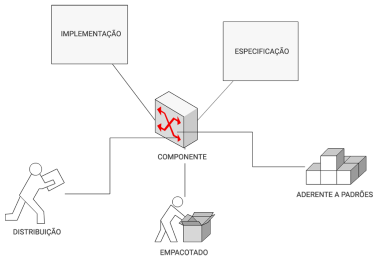 IMPLEMENTAÇÃO
ESPECIFICAÇÃO
COMPONENTE
ADERENTE A PADRÕES
DISTRIBUIÇÃO
EMPACOTADO